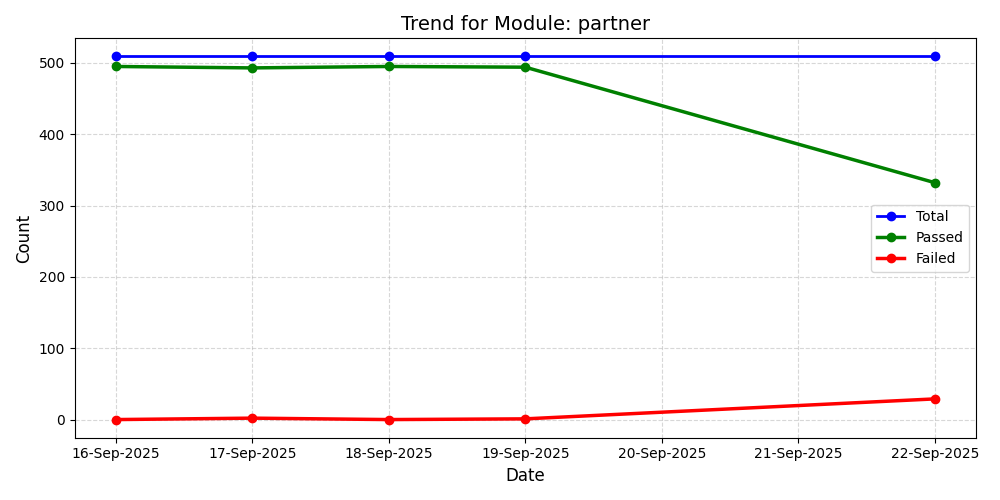 Trend for Module: partner
500
400
300
200
100
0
Count
Total
Passed
Failed
16-Sep-2025 17-Sep-2025 18-Sep-2025 19-Sep-2025 20-Sep-2025 21-Sep-2025 22-Sep-2025
Date